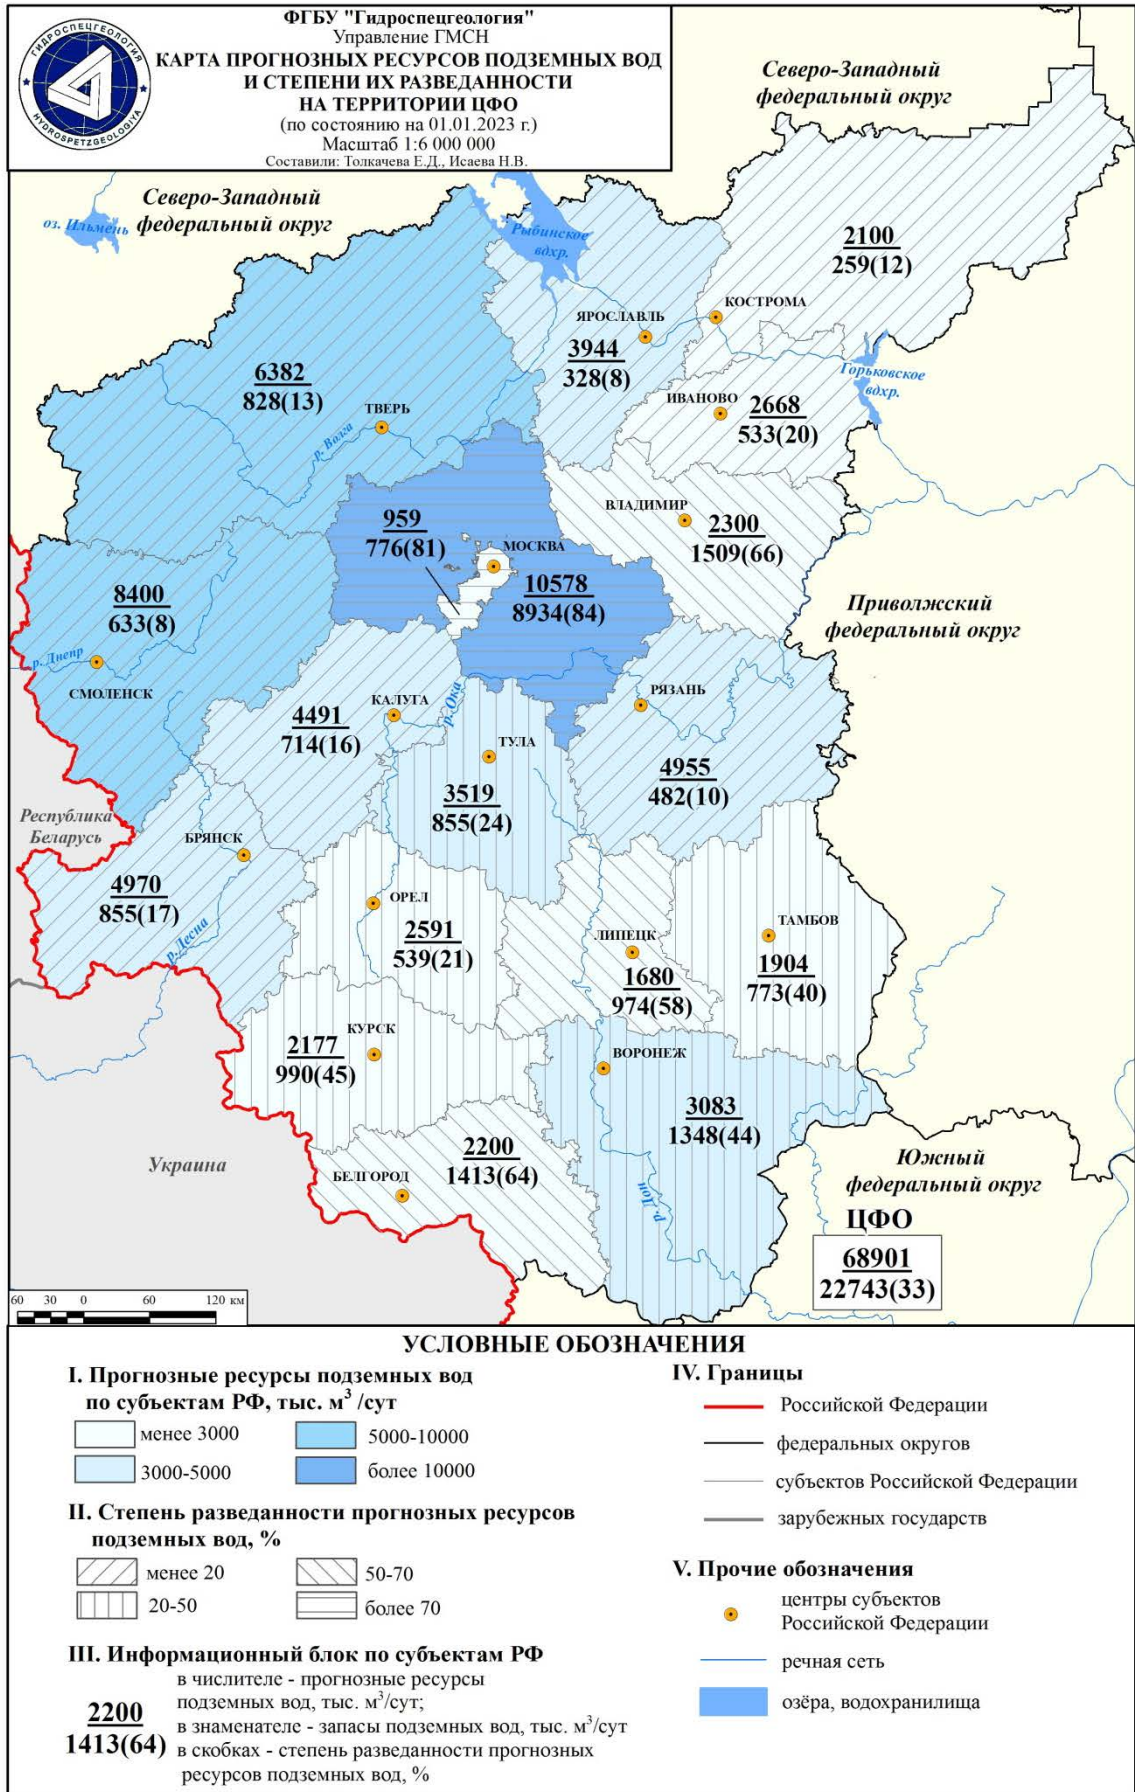 ГИДРОСПЕЦГЕОЛОГИЯ
HYDROSPETZGEOLOGIYA
ФГБУ "Гидроспецгеология"
Управление ГМСН
КАРТА ПРОГНОЗНЫХ РЕСУРСОВ ПОДЗЕМНЫХ ВОД
И СТЕПЕНИ ИХ РАЗВЕДАННОСТИ
НА ТЕРРИТОРИИ ЦФО
(по состоянию на 01.01.2023 г.)
Масштаб 1:6 000 000
Составили: Толкачева Е.Д., Исаева Н.В.
Северо-Западный
федеральный округ
Северо-Западный
федеральный округ
оз. Ильмень
Рыбинское
вдхр.
2100
259(12)
КОСТРОМА
ЯРОСЛАВЛЬ
3944
328(8)
Горьковское
вдхр.
6382
828(13)
ТВЕРЬ
р. Волга
ИВАНОВО
2668
533(20)
ВЛАДИМИР
2300
1509(66)
959
776(81)
МОСКВА
10578
8934(84)
8400
633(8)
р. Днепр
СМОЛЕНСК
Приволжский
федеральный округ
КАЛУГА
4491
714(16)
р. Ока
РЯЗАНЬ
4955
482(10)
ТУЛА
3519
855(24)
Республика
Беларусь
БРЯНСК
4970
855(17)
р. Десна
ОРЕЛ
2591
539(21)
ЛИПЕЦК
1680
974(58)
ТАМБОВ
1904
773(40)
КУРСК
2177
990(45)
ВОРОНЕЖ
3083
1348(44)
р. Дон
Украина
БЕЛГОРОД
2200
1413(64)
Южный
федеральный округ
ЦФО
68901
22743(33)
60 30 0 60 120 км
УСЛОВНЫЕ ОБОЗНАЧЕНИЯ
I. Прогнозные ресурсы подземных вод
по субъектам РФ, тыс. м³ /сут
менее 3000
5000-10000
3000-5000
более 10000
II. Степень разведанности прогнозных ресурсов
подземных вод, %
менее 20
50-70
20-50
более 70
III. Информационный блок по субъектам РФ
2200
1413(64)
в числителе - прогнозные ресурсы
подземных вод, тыс. м³/сут;
в знаменателе - запасы подземных вод, тыс. м³/сут
в скобках - степень разведанности прогнозных
ресурсов подземных вод, %
IV. Границы
Российской Федерации
федеральных округов
субъектов Российской Федерации
зарубежных государств
V. Прочие обозначения
центры субъектов
Российской Федерации
речная сеть
озёра, водохранилища